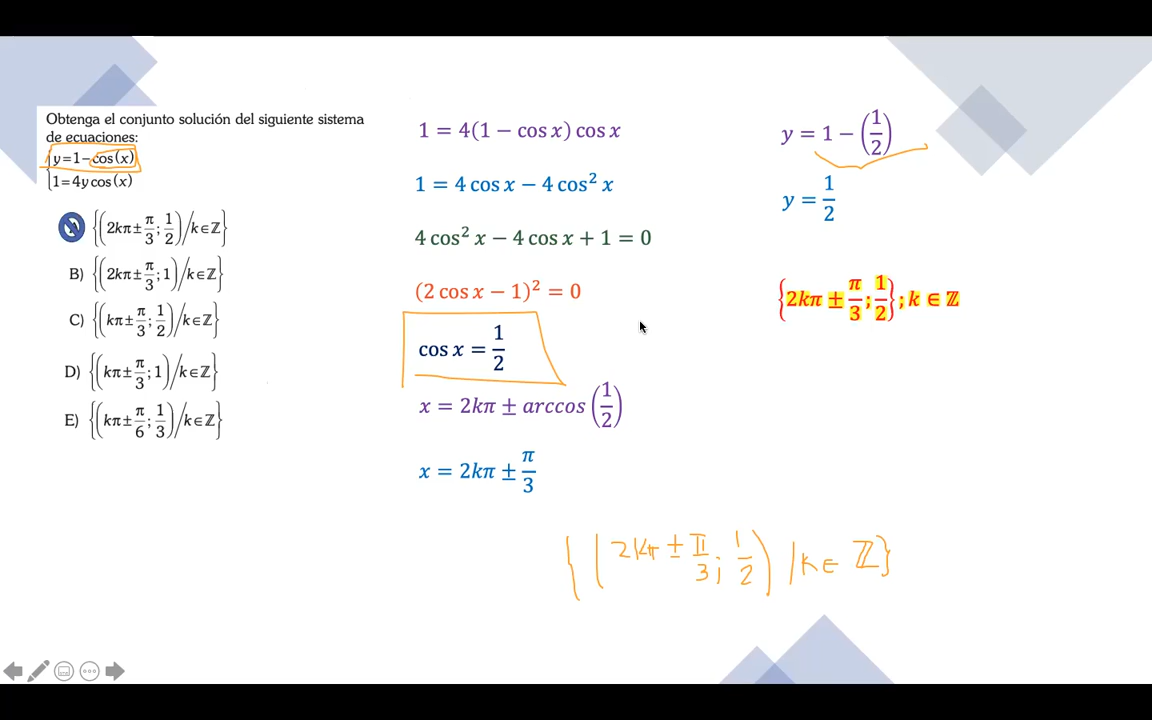 Obtenga el conjunto solución del siguiente sistema
de ecuaciones:
{y=1-cos(x)
{1=4y cos(x)
A) {(2kπ±π/3;1/2)/k∈ℤ}
B) {(2kπ±π/3;1)/k∈ℤ}
C) {(kπ±π/3;1/2)/k∈ℤ}
D) {(kπ±π/3;1)/k∈ℤ}
E) {(kπ±π/6;1/3)/k∈ℤ}
1 = 4(1 − cos x) cos x
1 = 4 cos x − 4 cos² x
4 cos² x − 4 cos x + 1 = 0
(2 cos x − 1)² = 0
cos x = 1/2
x = 2kπ ± arccos (1/2)
x = 2kπ ± π/3
y = 1 − (1/2)
y = 1/2
{2kπ ± π/3; 1/2}; k ∈ ℤ
{(2kπ ± π/3; 1/2) /k ∈ ℤ}